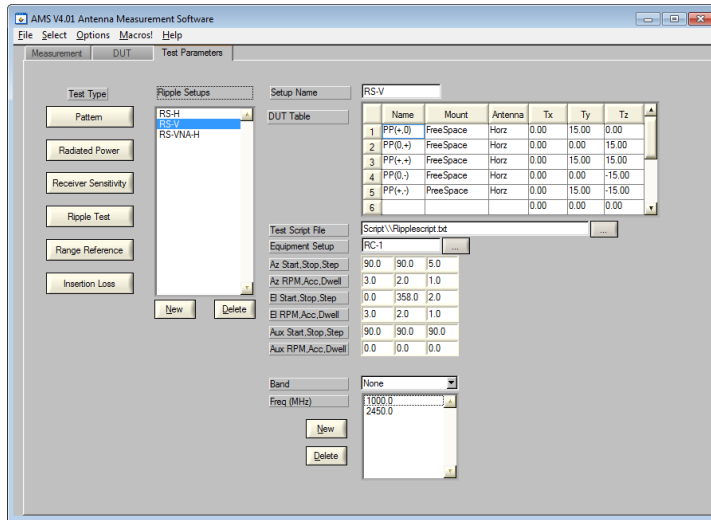 AMS V4.01 Antenna Measurement Software
File Select Options Macros! Help
Measurement DUT Test Parameters
Test Type Ripple Setups Setup Name RS-V
Pattern
Radiated Power
Receiver Sensitivity
Ripple Test
Range Reference
Insertion Loss
RS-H
RS-V
RS-VNA-H
New Delete
DUT Table
Name Mount Antenna Tx Ty Tz
1 PP(+,0) FreeSpace Horz 0.00 15.00 0.00
2 PP(0,+) FreeSpace Horz 0.00 0.00 15.00
3 PP(+,+) FreeSpace Horz 0.00 15.00 15.00
4 PP(0,-) FreeSpace Horz 0.00 0.00 -15.00
5 PP(+,-) FreeSpace Horz 0.00 15.00 -15.00
6 0.00 0.00 0.00
Test Script File Script\\Ripplescript.txt ...
Equipment Setup RC-1 ...
Az Start,Stop,Step 90.0 90.0 5.0
Az RPM,Acc,Dwell 3.0 2.0 1.0
El Start,Stop,Step 0.0 358.0 2.0
El RPM,Acc,Dwell 3.0 2.0 1.0
Aux Start,Stop,Step 90.0 90.0 90.0
Aux RPM,Acc,Dwell 0.0 0.0 0.0
Band None
Freq (MHz) 1000.0
2450.0
New
Delete